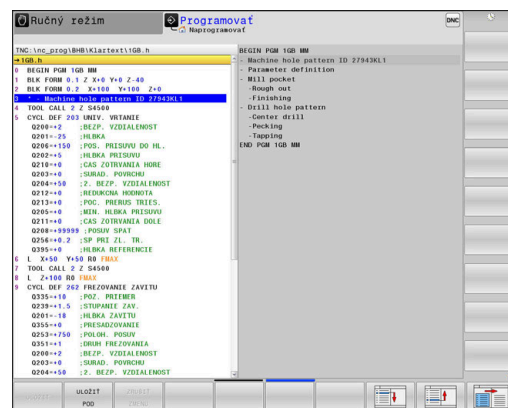 Ručný režim
Programovať
Naprogramovať
DNC
TNC:\nc_prog\BHB\Klartext\1GB.h
→1GB.h
0 BEGIN PGM 1GB MM
1 BLK FORM 0.1 Z X+0 Y+0 Z-40
2 BLK FORM 0.2 X+100 Y+100 Z+0
3 * - Machine hole pattern ID 27943KL1
4 TOOL CALL 2 Z S4500
5 CYCL DEF 203 UNIV. VRTANIE
Q200=+2 ;BEZP. VZDIALENOST
Q201=-25 ;HLBKA
Q206=+150 ;POS. PRISUVU DO HL.
Q202=+5 ;HLBKA PRISUVU
Q210=+0 ;CAS ZOTRVANIA HORE
Q203=+0 ;SURAD. POVRCHU
Q204=+50 ;2. BEZP. VZDIALENOST
Q212=+0 ;REDUKCNA HODNOTA
Q213=+0 ;POC. PRERUS TRIES.
Q205=+0 ;MIN. HLBKA PRISUVU
Q211=+0 ;CAS ZOTRVANIA DOLE
Q208=+99999 ;POSUV SPAT
Q256=+0.2 ;SP PRI ZL. TR.
Q395=+0 ;HLBKA REFERENCIE
6 L X+50 Y+50 R0 FMAX
7 TOOL CALL 2 Z S4500
8 L Z+100 R0 FMAX
9 CYCL DEF 262 FREZOVANIE ZAVITU
Q335=+10 ;POZ. PRIEMER
Q239=+1.5 ;STUPANIE ZAV.
Q201=-18 ;HLBKA ZAVITU
Q355=+0 ;PRESADZOVANIE
Q253=+750 ;POLOH. POSUV
Q351=+1 ;DRUH FREZOVANIA
Q200=+2 ;BEZP. VZDIALENOST
Q203=+0 ;SURAD. POVRCHU
Q204=+50 ;2. BEZP. VZDIALENOST
BEGIN PGM 1GB MM
- Machine hole pattern ID 27943KL1
- Parameter definition
- Mill pocket
-Rough out
-Finishing
- Drill hole pattern
-Center drill
-Pecking
-Tapping
END PGM 1GB MM
ULOŽIŤ
POD